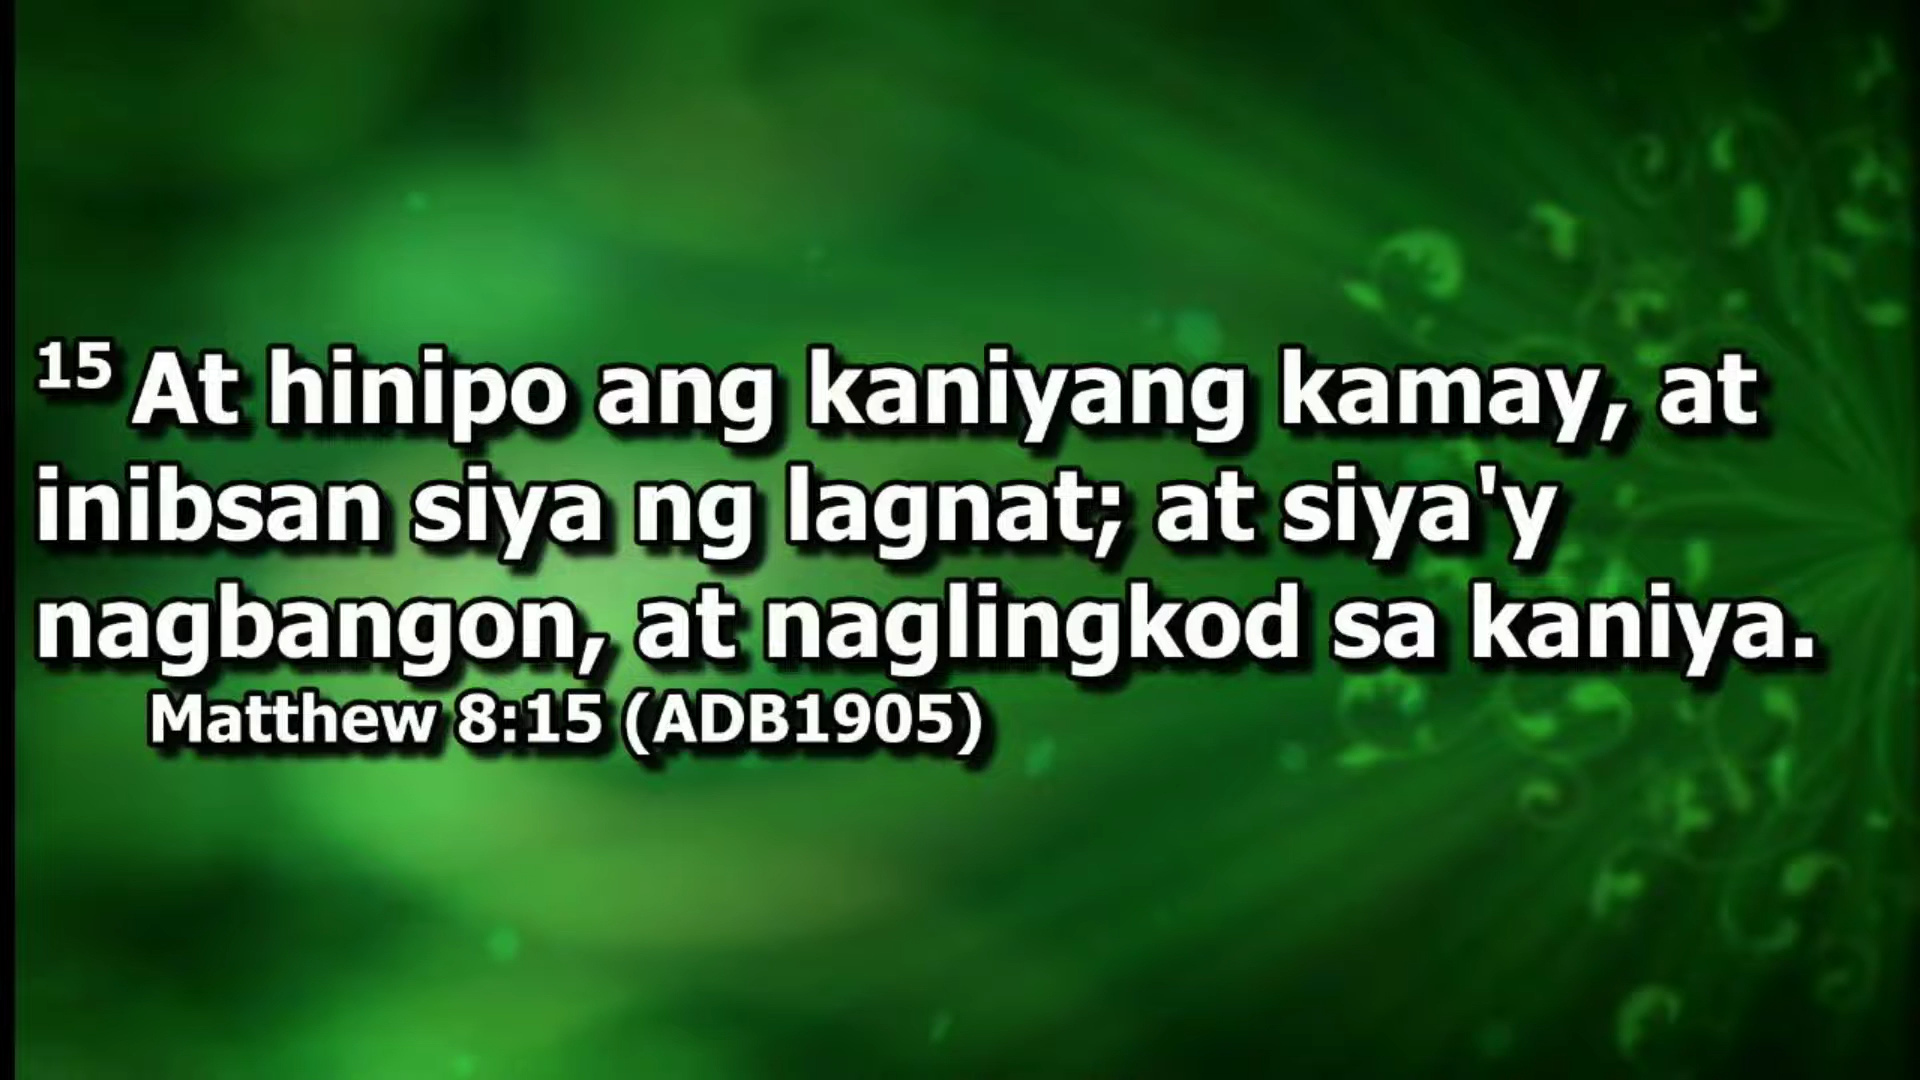 15 At hinipo ang kaniyang kamay, at
inibsan siya ng lagnat; at siya'y
nagbangon, at naglingkod sa kaniya.
Matthew 8:15 (ADB1905)